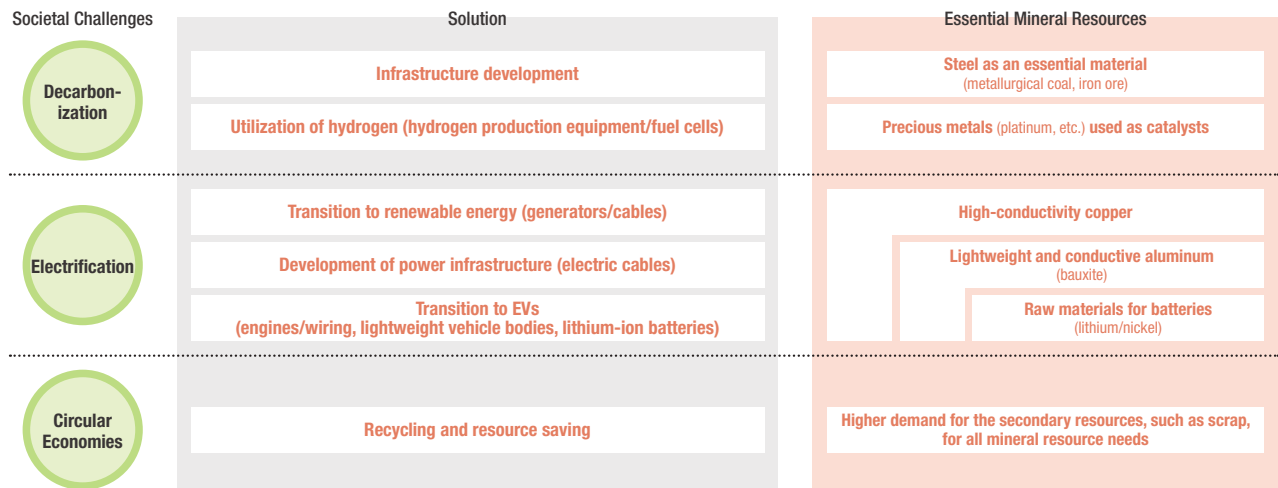 Societal Challenges
Solution
Essential Mineral Resources
Decarbon-
ization
Infrastructure development
Steel as an essential material
(metallurgical coal, iron ore)
Utilization of hydrogen (hydrogen production equipment/fuel cells)
Precious metals (platinum, etc.) used as catalysts
Electrification
Transition to renewable energy (generators/cables)
High-conductivity copper
Development of power infrastructure (electric cables)
Lightweight and conductive aluminum
(bauxite)
Transition to EVs
(engines/wiring, lightweight vehicle bodies, lithium-ion batteries)
Raw materials for batteries
(lithium/nickel)
Circular
Economies
Recycling and resource saving
Higher demand for the secondary resources, such as scrap,
for all mineral resource needs